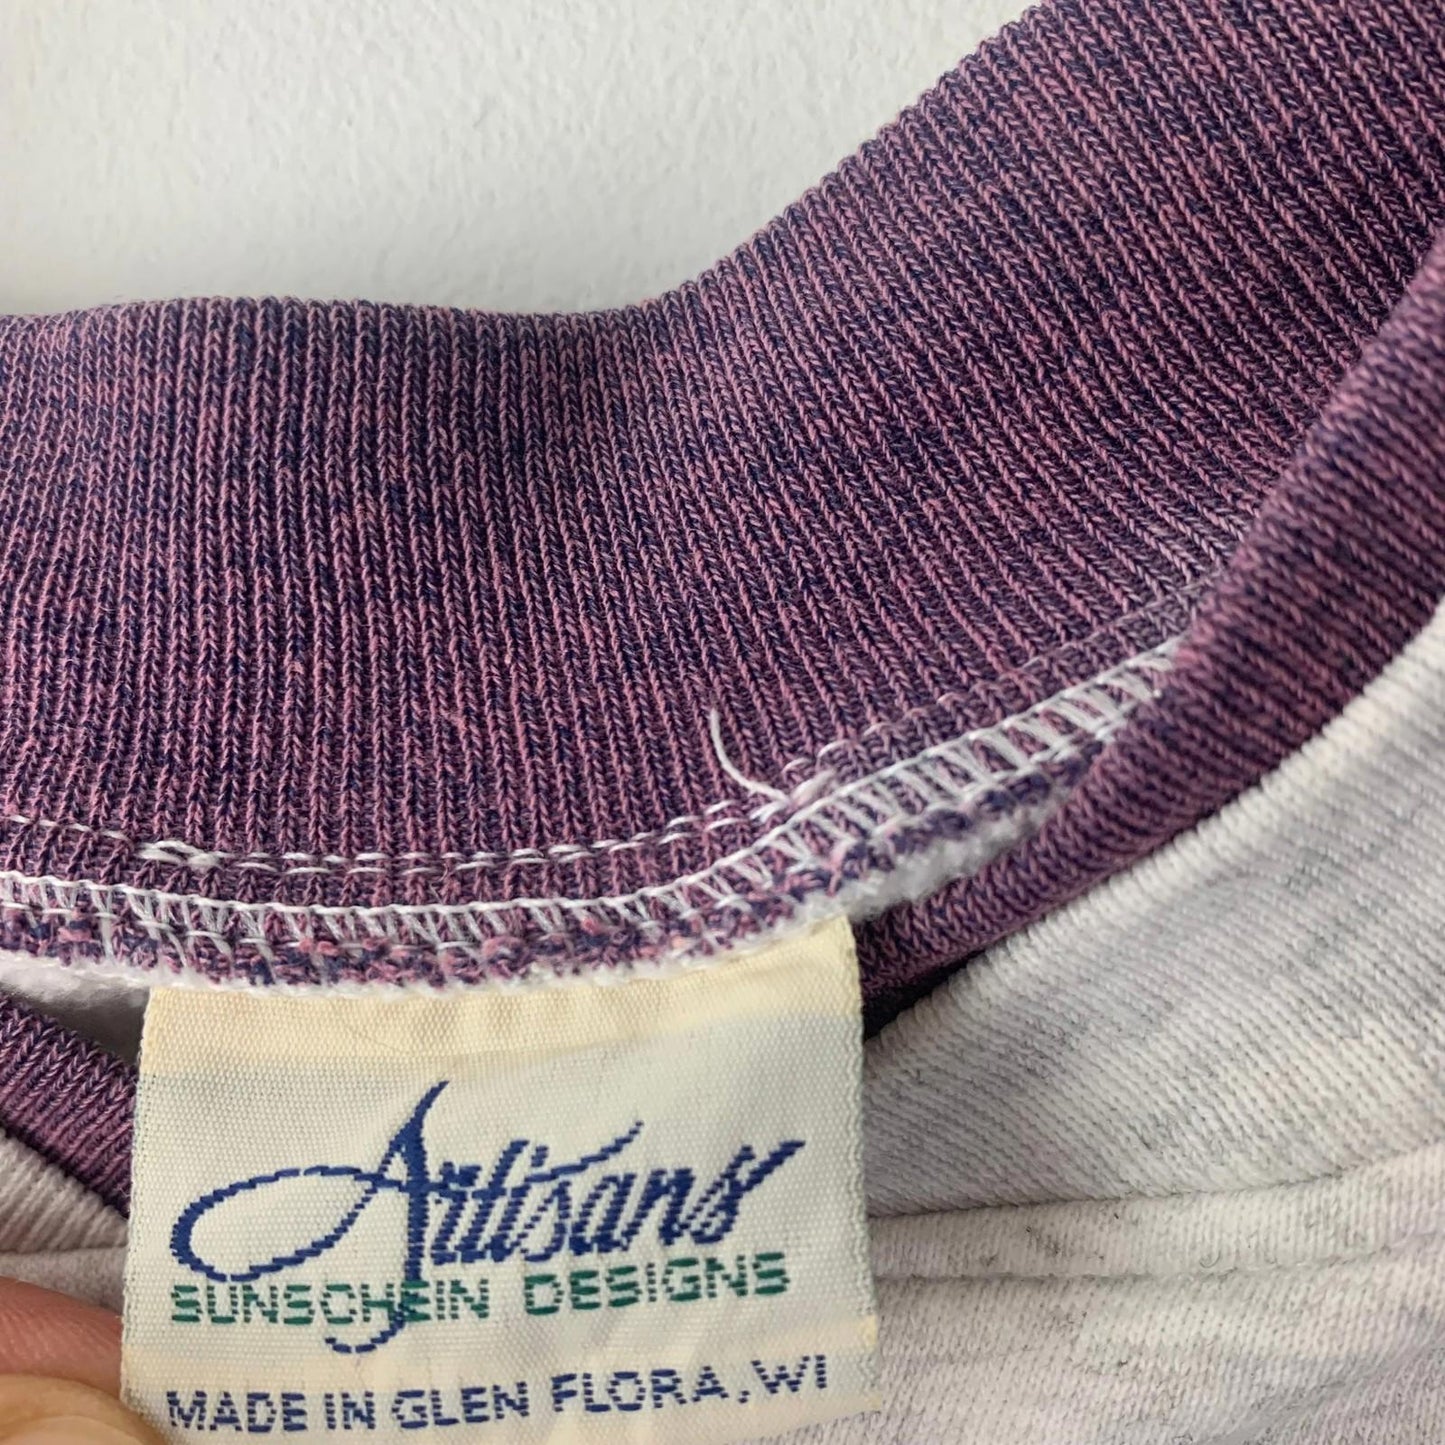 Artisans
SUNSCHEIN DESIGNS
MADE IN GLEN FLORA, WI